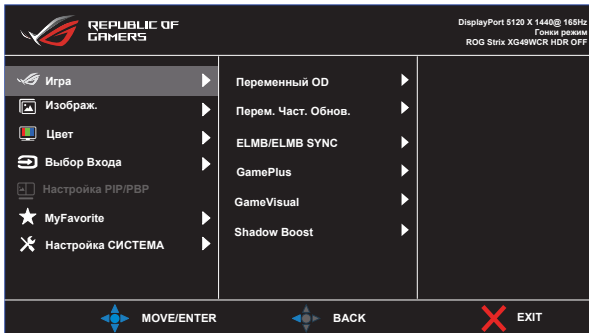 REPUBLIC OF
GAMERS
DisplayPort 5120 X 1440@ 165Hz
Гонки режим
ROG Strix XG49WCR HDR OFF
Игра
Изображ.
Цвет
Выбор Входа
Настройка PIP/PBP
MyFavorite
Настройка СИСТЕМА
Переменный OD
Перем. Част. Обнов.
ELMB/ELMB SYNC
GamePlus
GameVisual
Shadow Boost
MOVE/ENTER
BACK
EXIT